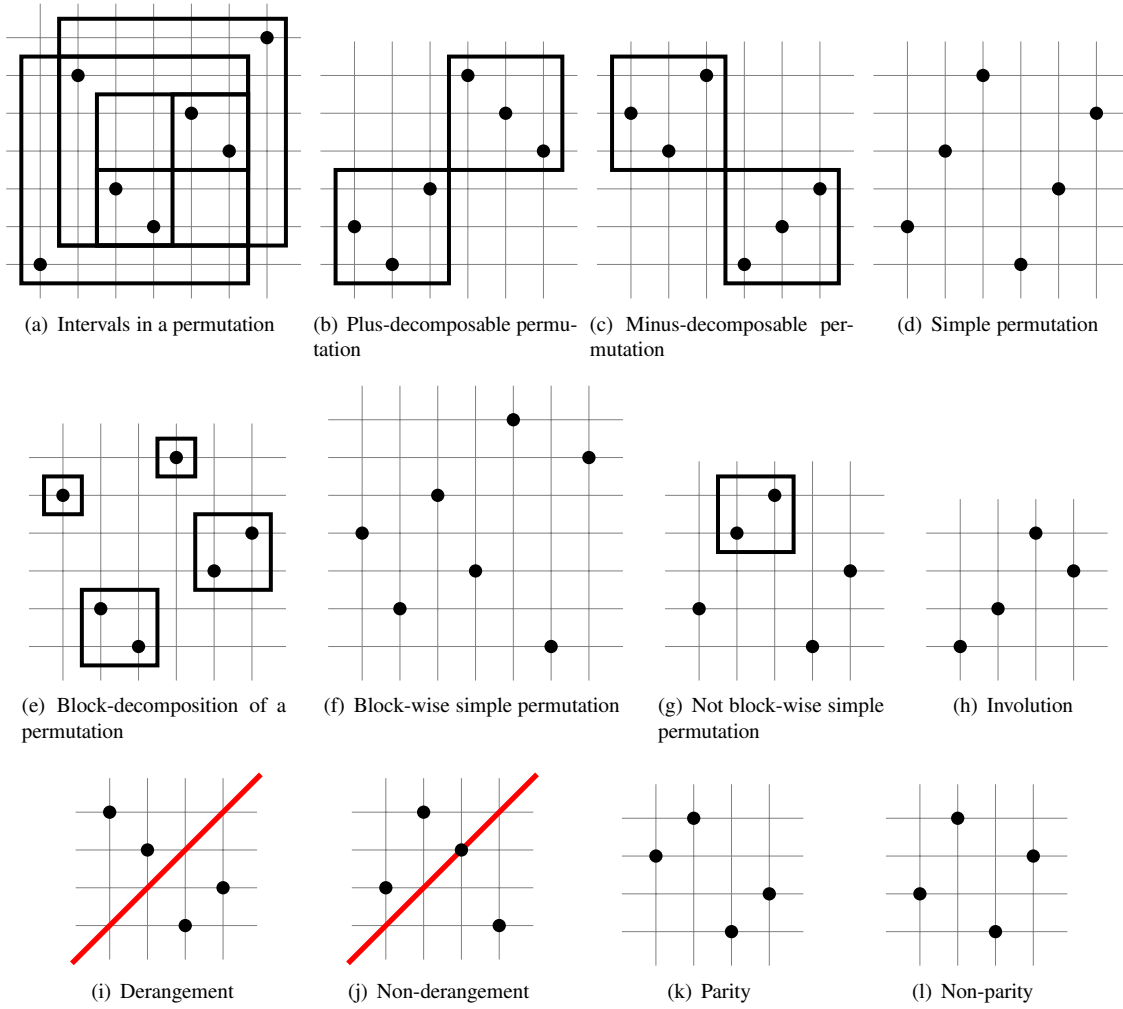 (a) Intervals in a permutation
(b) Plus-decomposable permu-
tation
(c) Minus-decomposable per-
mutation
(d) Simple permutation
(e) Block-decomposition of a
permutation
(f) Block-wise simple permutation
(g) Not block-wise simple
permutation
(h) Involution
(i) Derangement
(j) Non-derangement
(k) Parity
(l) Non-parity